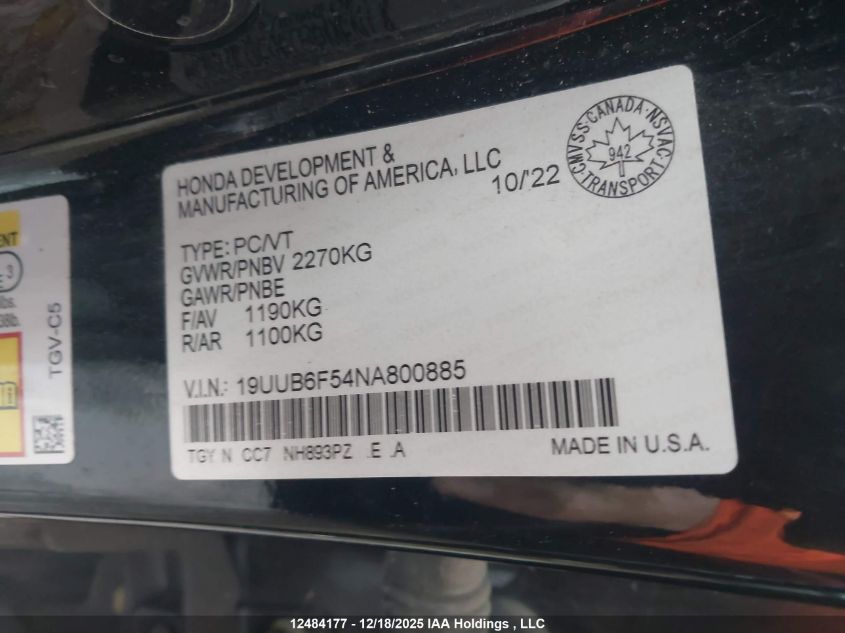 HONDA DEVELOPMENT &
MANUFACTURING OF AMERICA, LLC
10/'22
CMVSS·CANADA·NSVAC·TRANSPORT
942
TYPE: PC/VT
GVWR/PNBV 2270KG
GAWR/PNBE
F/AV 1190KG
R/AR 1100KG
V.I.N.: 19UUB6F54NA800885
TGY N CC7 NH893PZ .E .A
MADE IN U.S.A.
3
TGV-C5
12484177 - 12/18/2025 IAA Holdings , LLC